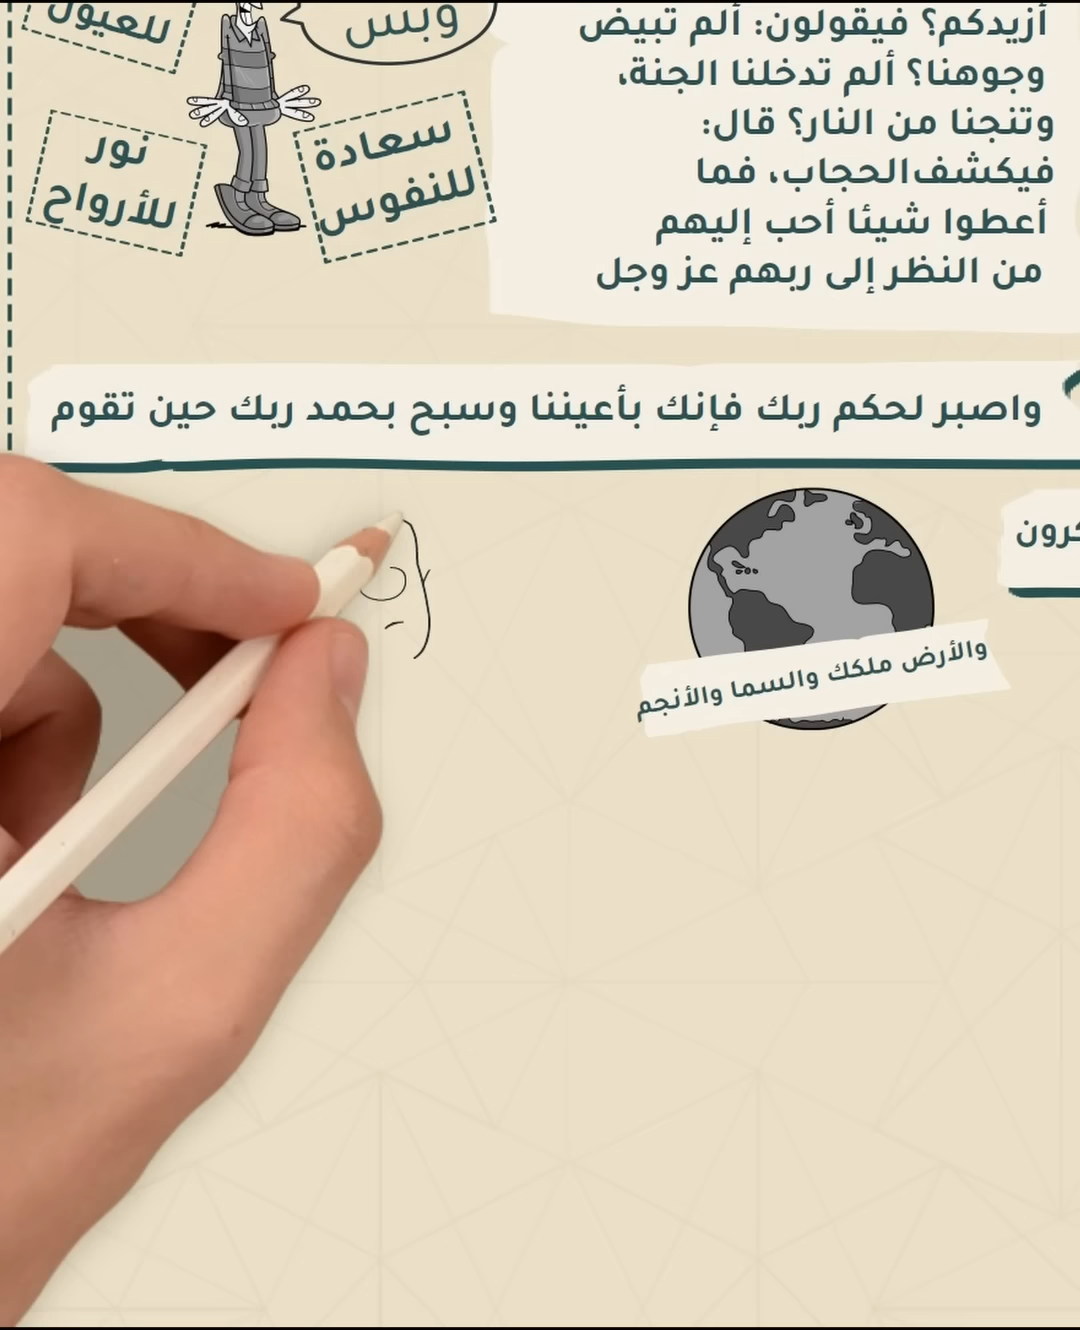 أزيدكم؟ فيقولون: ألم تبيض
وجوهنا؟ ألم تدخلنا الجنة،
وتنجنا من النار؟ قال:
فيكشف الحجاب، فما
أعطوا شيئا أحب إليهم
من النظر إلى ربهم عز وجل
وبس
للعيون
سعادة
للنفوس
نور
للأرواح
واصبر لحكم ربك فإنك بأعيننا وسبح بحمد ربك حين تقوم
والأرض ملكك والسما والأنجم